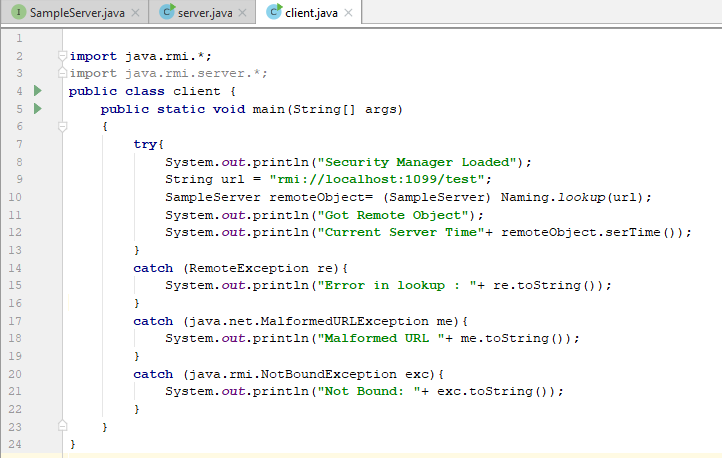 SampleServer.java server.java client.java
1
2 import java.rmi.*;
3 import java.rmi.server.*;
4 public class client {
5 public static void main(String[] args)
6 {
7 try{
8 System.out.println("Security Manager Loaded");
9 String url = "rmi://localhost:1099/test";
10 SampleServer remoteObject= (SampleServer) Naming.lookup(url);
11 System.out.println("Got Remote Object");
12 System.out.println("Current Server Time"+ remoteObject.serTime());
13 }
14 catch (RemoteException re){
15 System.out.println("Error in lookup : "+ re.toString());
16 }
17 catch (java.net.MalformedURLException me){
18 System.out.println("Malformed URL "+ me.toString());
19 }
20 catch (java.rmi.NotBoundException exc){
21 System.out.println("Not Bound: "+ exc.toString());
22 }
23 }
24 }